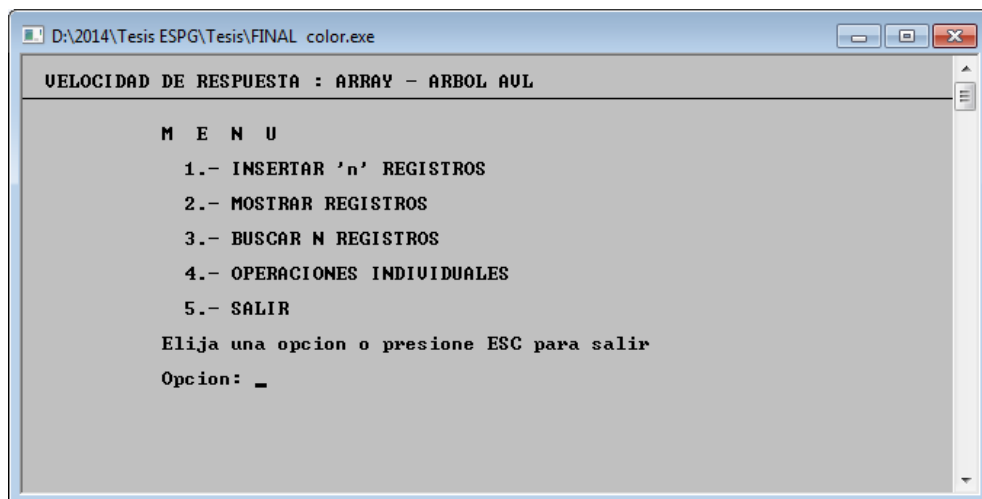 D:\2014\Tesis ESPG\Tesis\FINAL color.exe
VELOCIDAD DE RESPUESTA : ARRAY - ARBOL AVL
M E N U
1.- INSERTAR 'n' REGISTROS
2.- MOSTRAR REGISTROS
3.- BUSCAR N REGISTROS
4.- OPERACIONES INDIVIDUALES
5.- SALIR
Elija una opcion o presione ESC para salir
Opcion: _